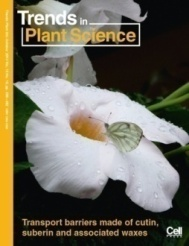 Trends in
Plant Science
Transport barriers made of cutin,
suberin and associated waxes
Cell